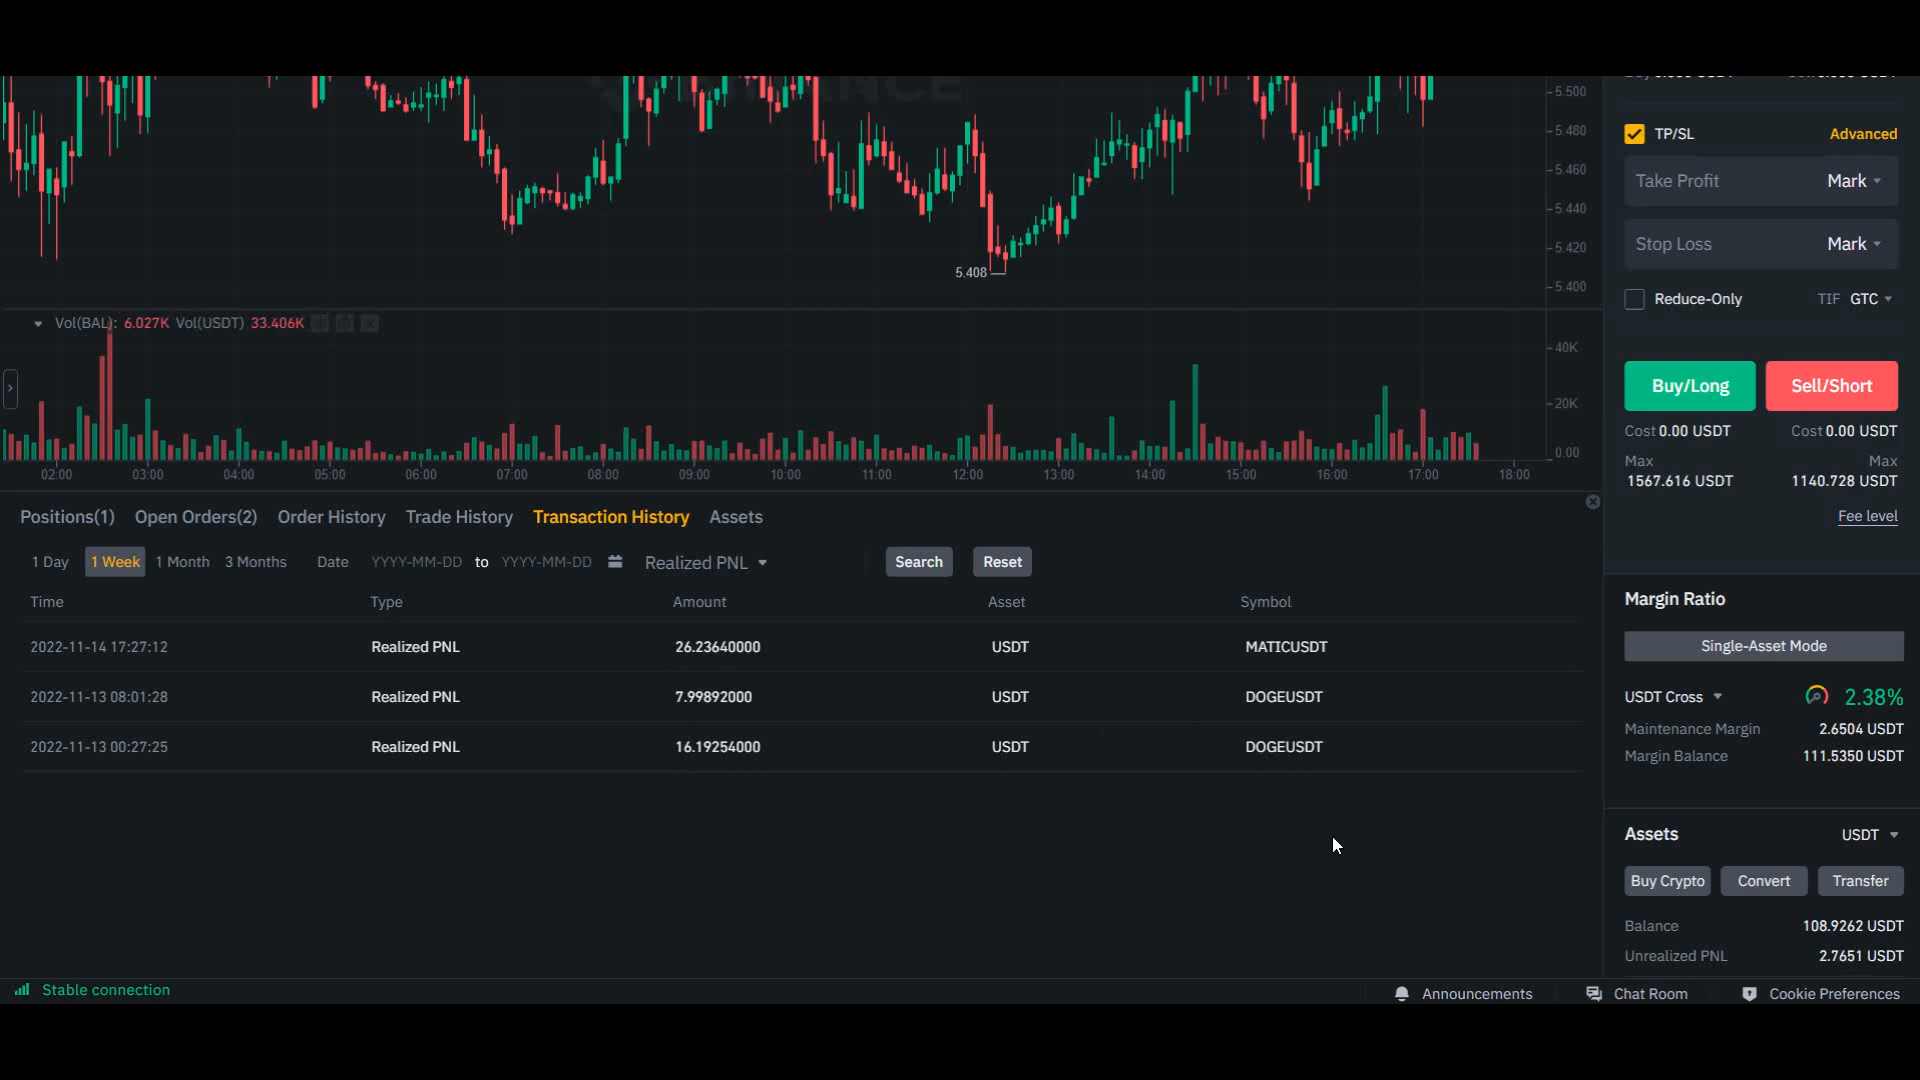 5.500
5.480
5.460
5.440
5.420
5.400
5.408
Vol(BAL): 6.027K Vol(USDT) 33.406K
40K
20K
0.00
02:00 03:00 04:00 05:00 06:00 07:00 08:00 09:00 10:00 11:00 12:00 13:00 14:00 15:00 16:00 17:00 18:00
Positions(1) Open Orders(2) Order History Trade History Transaction History Assets
1 Day 1 Week 1 Month 3 Months Date YYYY-MM-DD to YYYY-MM-DD Realized PNL Search Reset
Time Type Amount Asset Symbol
2022-11-14 17:27:12 Realized PNL 26.23640000 USDT MATICUSDT
2022-11-13 08:01:28 Realized PNL 7.99892000 USDT DOGEUSDT
2022-11-13 00:27:25 Realized PNL 16.19254000 USDT DOGEUSDT
TP/SL Advanced
Take Profit Mark
Stop Loss Mark
Reduce-Only TIF GTC
Buy/Long Sell/Short
Cost 0.00 USDT Cost 0.00 USDT
Max Max
1567.616 USDT 1140.728 USDT
Fee level
Margin Ratio
Single-Asset Mode
USDT Cross 2.38%
Maintenance Margin 2.6504 USDT
Margin Balance 111.5350 USDT
Assets USDT
Buy Crypto Convert Transfer
Balance 108.9262 USDT
Unrealized PNL 2.7651 USDT
Stable connection Announcements Chat Room Cookie Preferences